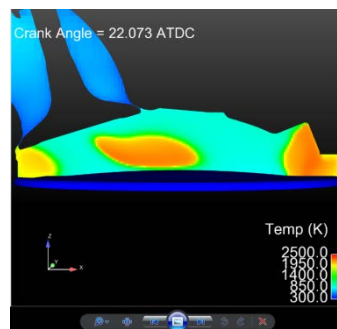 Crank Angle = 22.073 ATDC
Temp (K)
2500.0
1950.0
1400.0
850.0
300.0
Z
Y
X